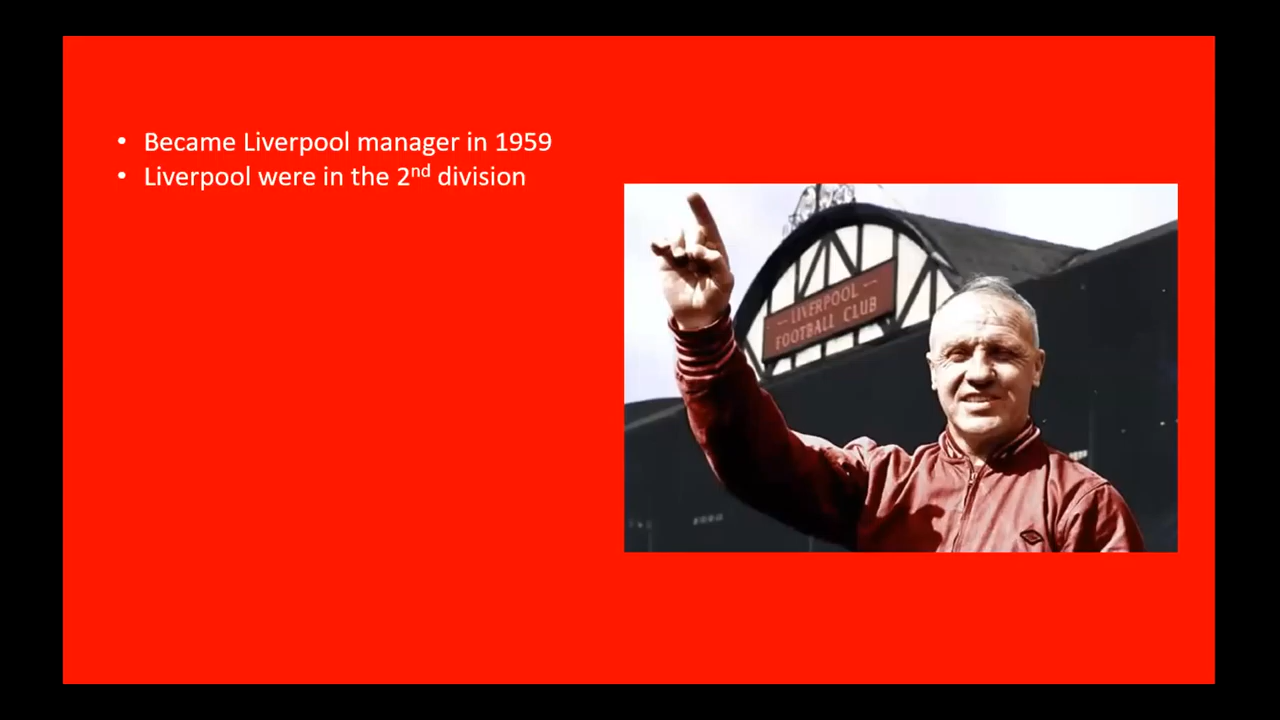 • Became Liverpool manager in 1959
• Liverpool were in the 2nd division
LIVERPOOL
FOOTBALL CLUB